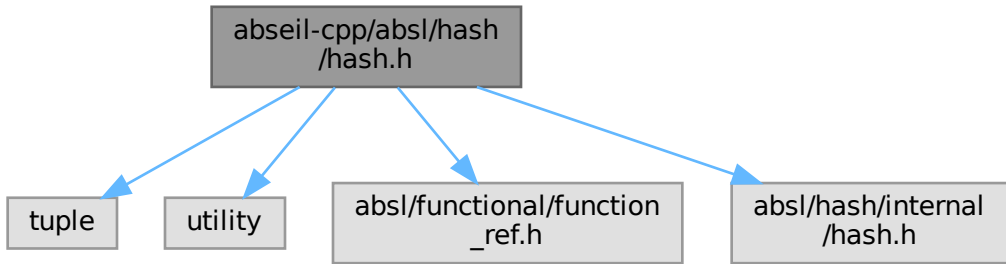 abseil-cpp/absl/hash
/hash.h
tuple
utility
absl/functional/function
_ref.h
absl/hash/internal
/hash.h